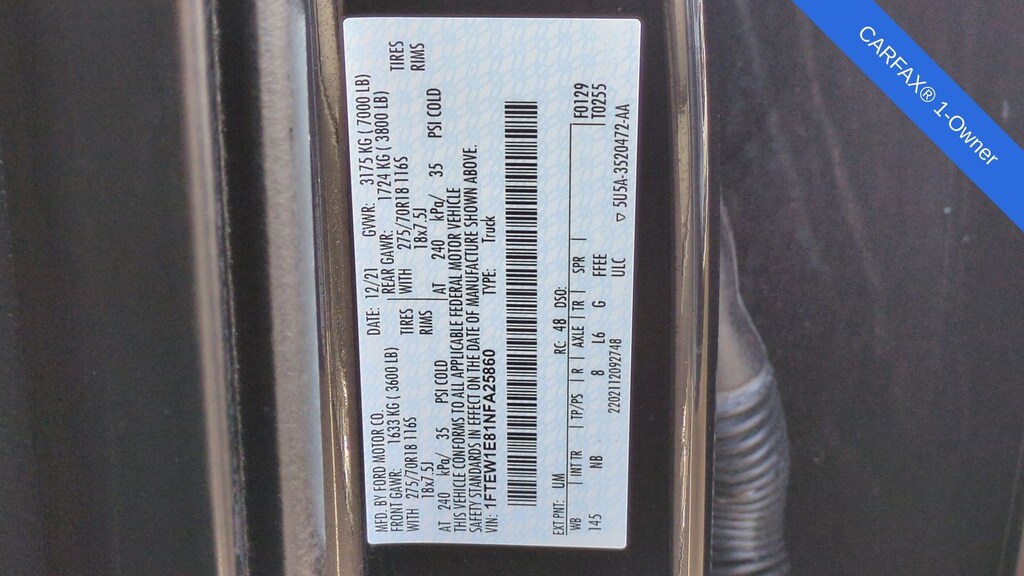 MFD. BY FORD MOTOR CO.
DATE: 12/21 GVWR: 3175 KG ( 7000 LB)
FRONT GAWR: 1633 KG ( 3600 LB)
REAR GAWR: 1724 KG ( 3800 LB)
WITH 275/70R18 116S TIRES
WITH 275/70R18 116S TIRES
18x7.5J RIMS
18x7.5J RIMS
AT 240 kPa/ 35 PSI COLD
AT 240 kPa/ 35 PSI COLD
THIS VEHICLE CONFORMS TO ALL APPLICABLE FEDERAL MOTOR VEHICLE
SAFETY STANDARDS IN EFFECT ON THE DATE OF MANUFACTURE SHOWN ABOVE.
VIN: 1FTEW1E81NFA25860 TYPE: Truck
F0129
T0255
EXT PNT: UM RC: 48 DSO:
WB INT TR TP/PS R AXLE TR SPR
145 NB 8 L6 G FFEE
2202112092748 ULC
▽ 5U5A-3520472-AA
CARFAX® 1-Owner